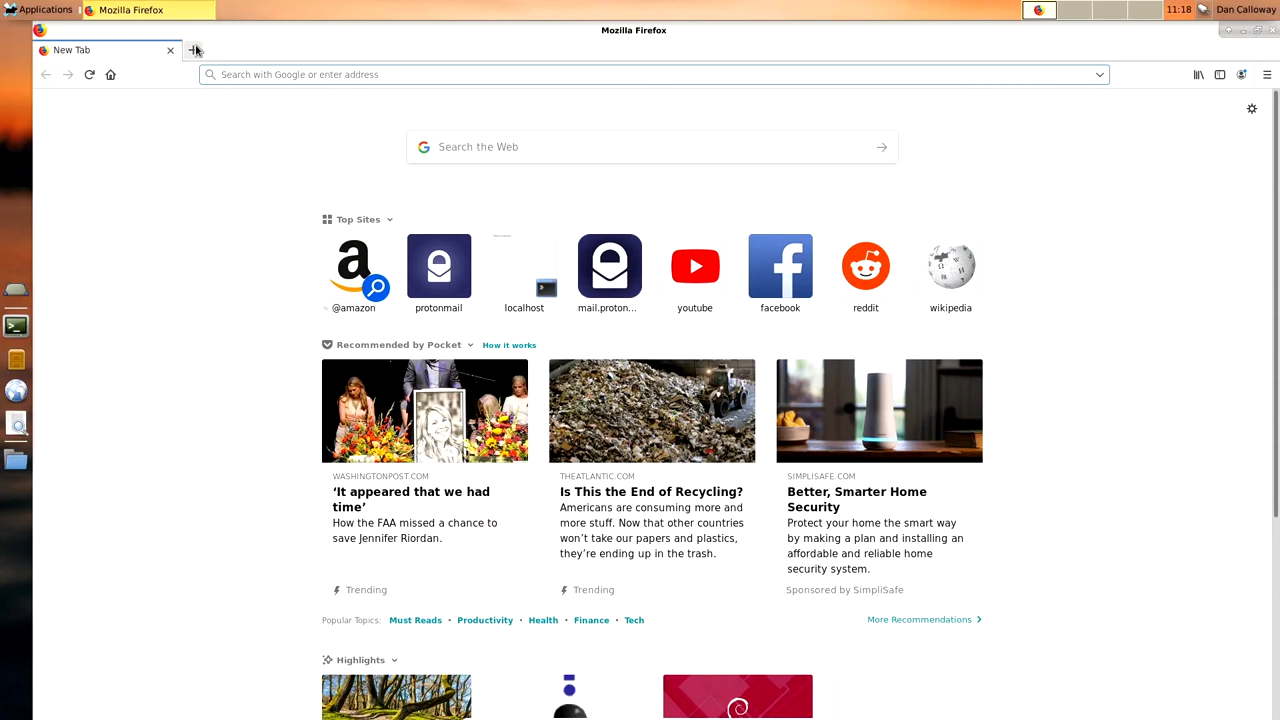 Applications
Mozilla Firefox
11:18
Dan Calloway
Mozilla Firefox
New Tab
Search with Google or enter address
Search the Web
Top Sites
@amazon
protonmail
localhost
mail.proton...
youtube
facebook
reddit
wikipedia
Recommended by Pocket
How it works
WASHINGTONPOST.COM
‘It appeared that we had
time’
How the FAA missed a chance to
save Jennifer Riordan.
Trending
THEATLANTIC.COM
Is This the End of Recycling?
Americans are consuming more and
more stuff. Now that other countries
won’t take our papers and plastics,
they’re ending up in the trash.
Trending
SIMPLISAFE.COM
Better, Smarter Home
Security
Protect your home the smart way
by making a plan and installing an
affordable and reliable home
security system.
Sponsored by SimpliSafe
Popular Topics: Must Reads • Productivity • Health • Finance • Tech
More Recommendations
Highlights